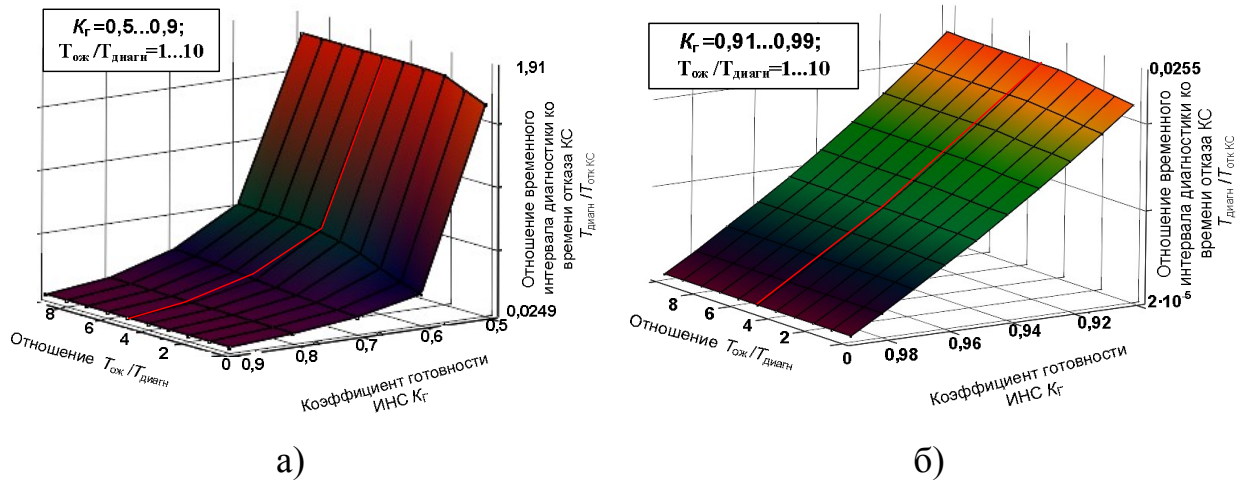 Kг=0,5...0,9;
Tож/Tдиагн=1...10
1,91
Отношение временного
интервала диагностики ко
времени отказа КС
Tдиагн/Tотк КС
0,0249
8
6
4
2
0
0,9
0,8
0,7
0,6
0,5
Отношение Tож/Tдиагн
Коэффициент готовности
ИНС KГ
а)
Kг=0,91...0,99;
Tож/Tдиагн=1...10
0,0255
Отношение временного
интервала диагностики ко
времени отказа КС
Tдиагн/Tотк КС
2·10-5
8
6
4
2
0
0,98
0,96
0,94
0,92
Отношение Tож/Tдиагн
Коэффициент готовности
ИНС KГ
б)